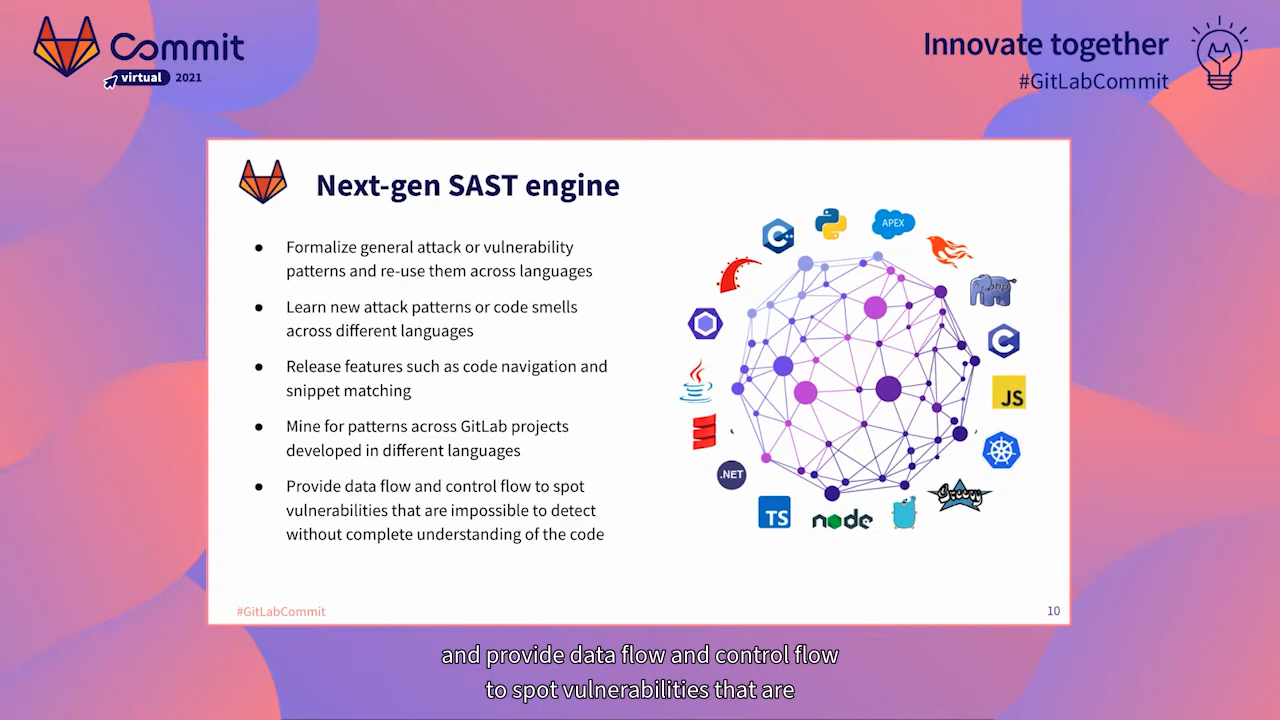 Commit
virtual 2021
Innovate together
#GitLabCommit
Next-gen SAST engine
● Formalize general attack or vulnerability
patterns and re-use them across languages
● Learn new attack patterns or code smells
across different languages
● Release features such as code navigation and
snippet matching
● Mine for patterns across GitLab projects
developed in different languages
● Provide data flow and control flow to spot
vulnerabilities that are impossible to detect
without complete understanding of the code
C++
APEX
php
C
JS
.NET
TS
node
Groovy
#GitLabCommit
10
and provide data flow and control flow
to spot vulnerabilities that are